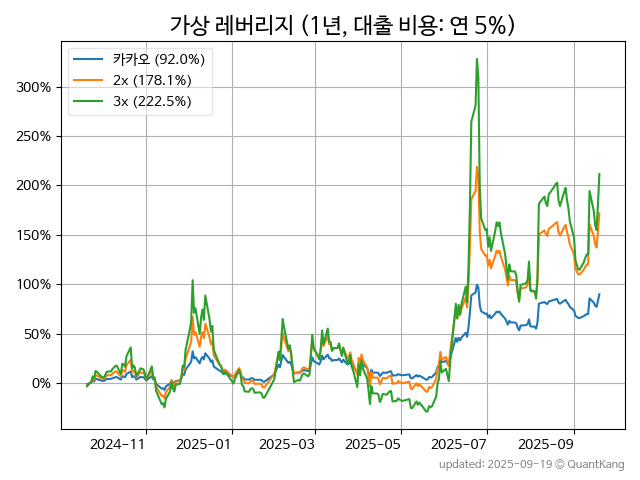 가상 레버리지 (1년, 대출 비용: 연 5%)
카카오 (92.0%)
2x (178.1%)
3x (222.5%)
300%
250%
200%
150%
100%
50%
0%
2024-11
2025-01
2025-03
2025-05
2025-07
2025-09
updated: 2025-09-19 © QuantKang